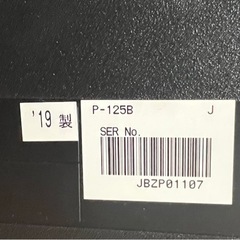 '19 製
P-125B J
SER No.
JBZP01107